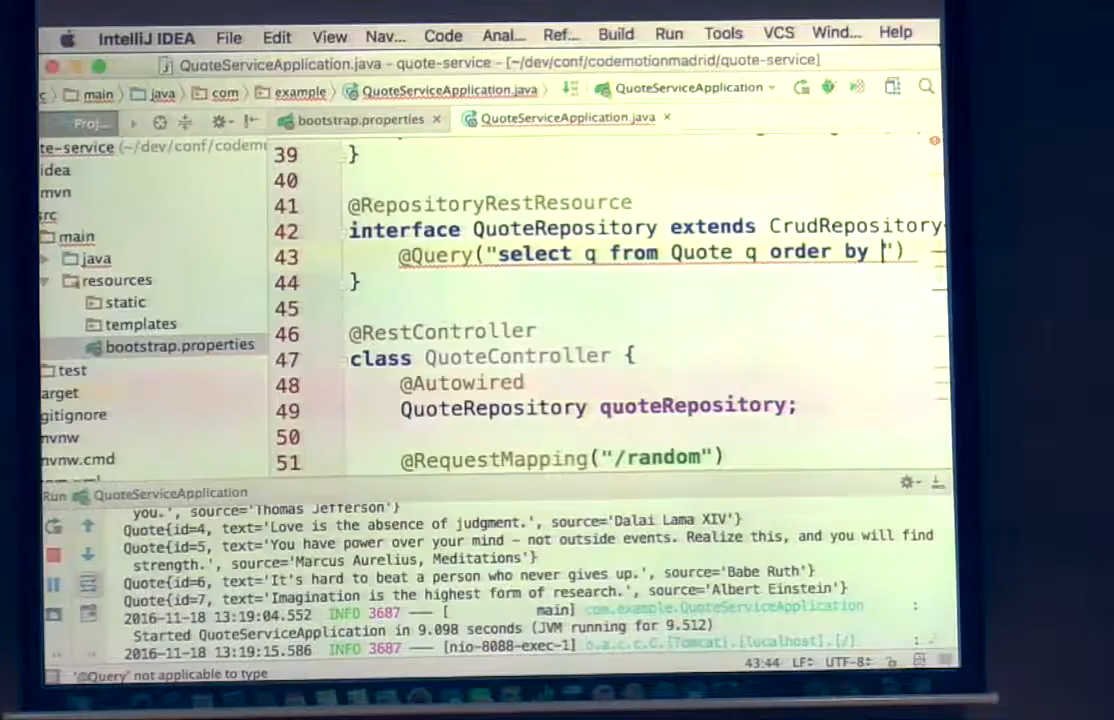 IntelliJ IDEA File Edit View Nav... Code Anal... Ref... Build Run Tools VCS Wind... Help
QuoteServiceApplication.java - quote-service - [~/dev/conf/codemotionmadrid/quote-service]
main java com example QuoteServiceApplication.java QuoteServiceApplication
Proj... bootstrap.properties × QuoteServiceApplication.java ×
te-service (~/dev/conf/codem
idea
mvn
src
main
java
resources
static
templates
bootstrap.properties
test
arget
gitignore
mvnw
mvnw.cmd
39 }
40
41 @RepositoryRestResource
42 interface QuoteRepository extends CrudRepository
43 @Query("select q from Quote q order by ")
44 }
45
46 @RestController
47 class QuoteController {
48 @Autowired
49 QuoteRepository quoteRepository;
50
51 @RequestMapping("/random")
Run QuoteServiceApplication
you.', source='Thomas Jefferson'}
Quote{id=4, text='Love is the absence of judgment.', source='Dalai Lama XIV'}
Quote{id=5, text='You have power over your mind - not outside events. Realize this, and you will find
strength.', source='Marcus Aurelius, Meditations'}
Quote{id=6, text='It's hard to beat a person who never gives up.', source='Babe Ruth'}
Quote{id=7, text='Imagination is the highest form of research.', source='Albert Einstein'}
2016-11-18 13:19:04.552 INFO 3687 --- [ main] com.example.QuoteServiceApplication :
Started QuoteServiceApplication in 9.098 seconds (JVM running for 9.512)
2016-11-18 13:19:15.586 INFO 3687 --- [nio-8088-exec-1] o.a.c.c.C.[Tomcat].[localhost].[/] :
43:44 LF÷ UTF-8÷
'@Query' not applicable to type